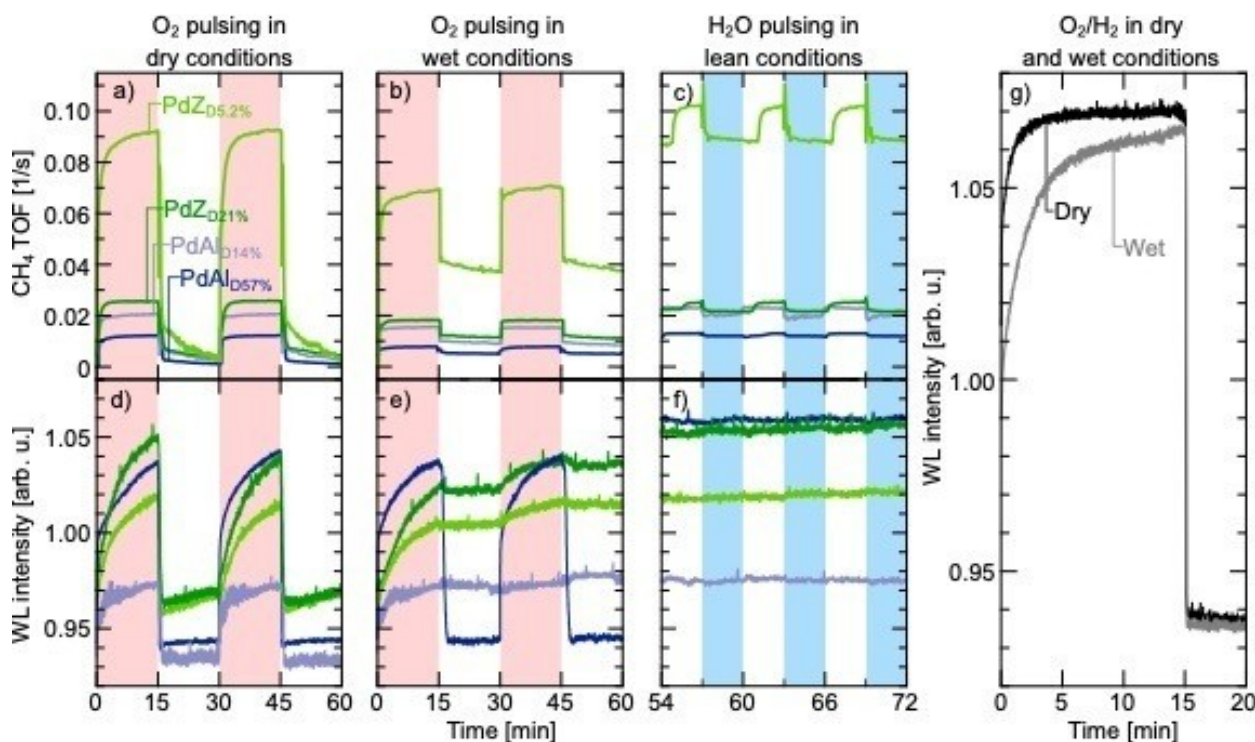 O₂ pulsing in
dry conditions
O₂ pulsing in
wet conditions
H₂O pulsing in
lean conditions
O₂/H₂ in dry
and wet conditions
a)
b)
c)
g)
PdZD5.2%
PdZD21%
PdAlD14%
PdAlD57%
CH₄ TOF [1/s]
0.10
0.08
0.06
0.04
0.02
0
d)
e)
f)
WL intensity [arb. u.]
1.05
1.00
0.95
0 15 30 45 60
0 15 30 45 60
54 60 66 72
Time [min]
Time [min]
Time [min]
WL intensity [arb. u.]
1.05
1.00
0.95
Dry
Wet
0 5 10 15 20
Time [min]